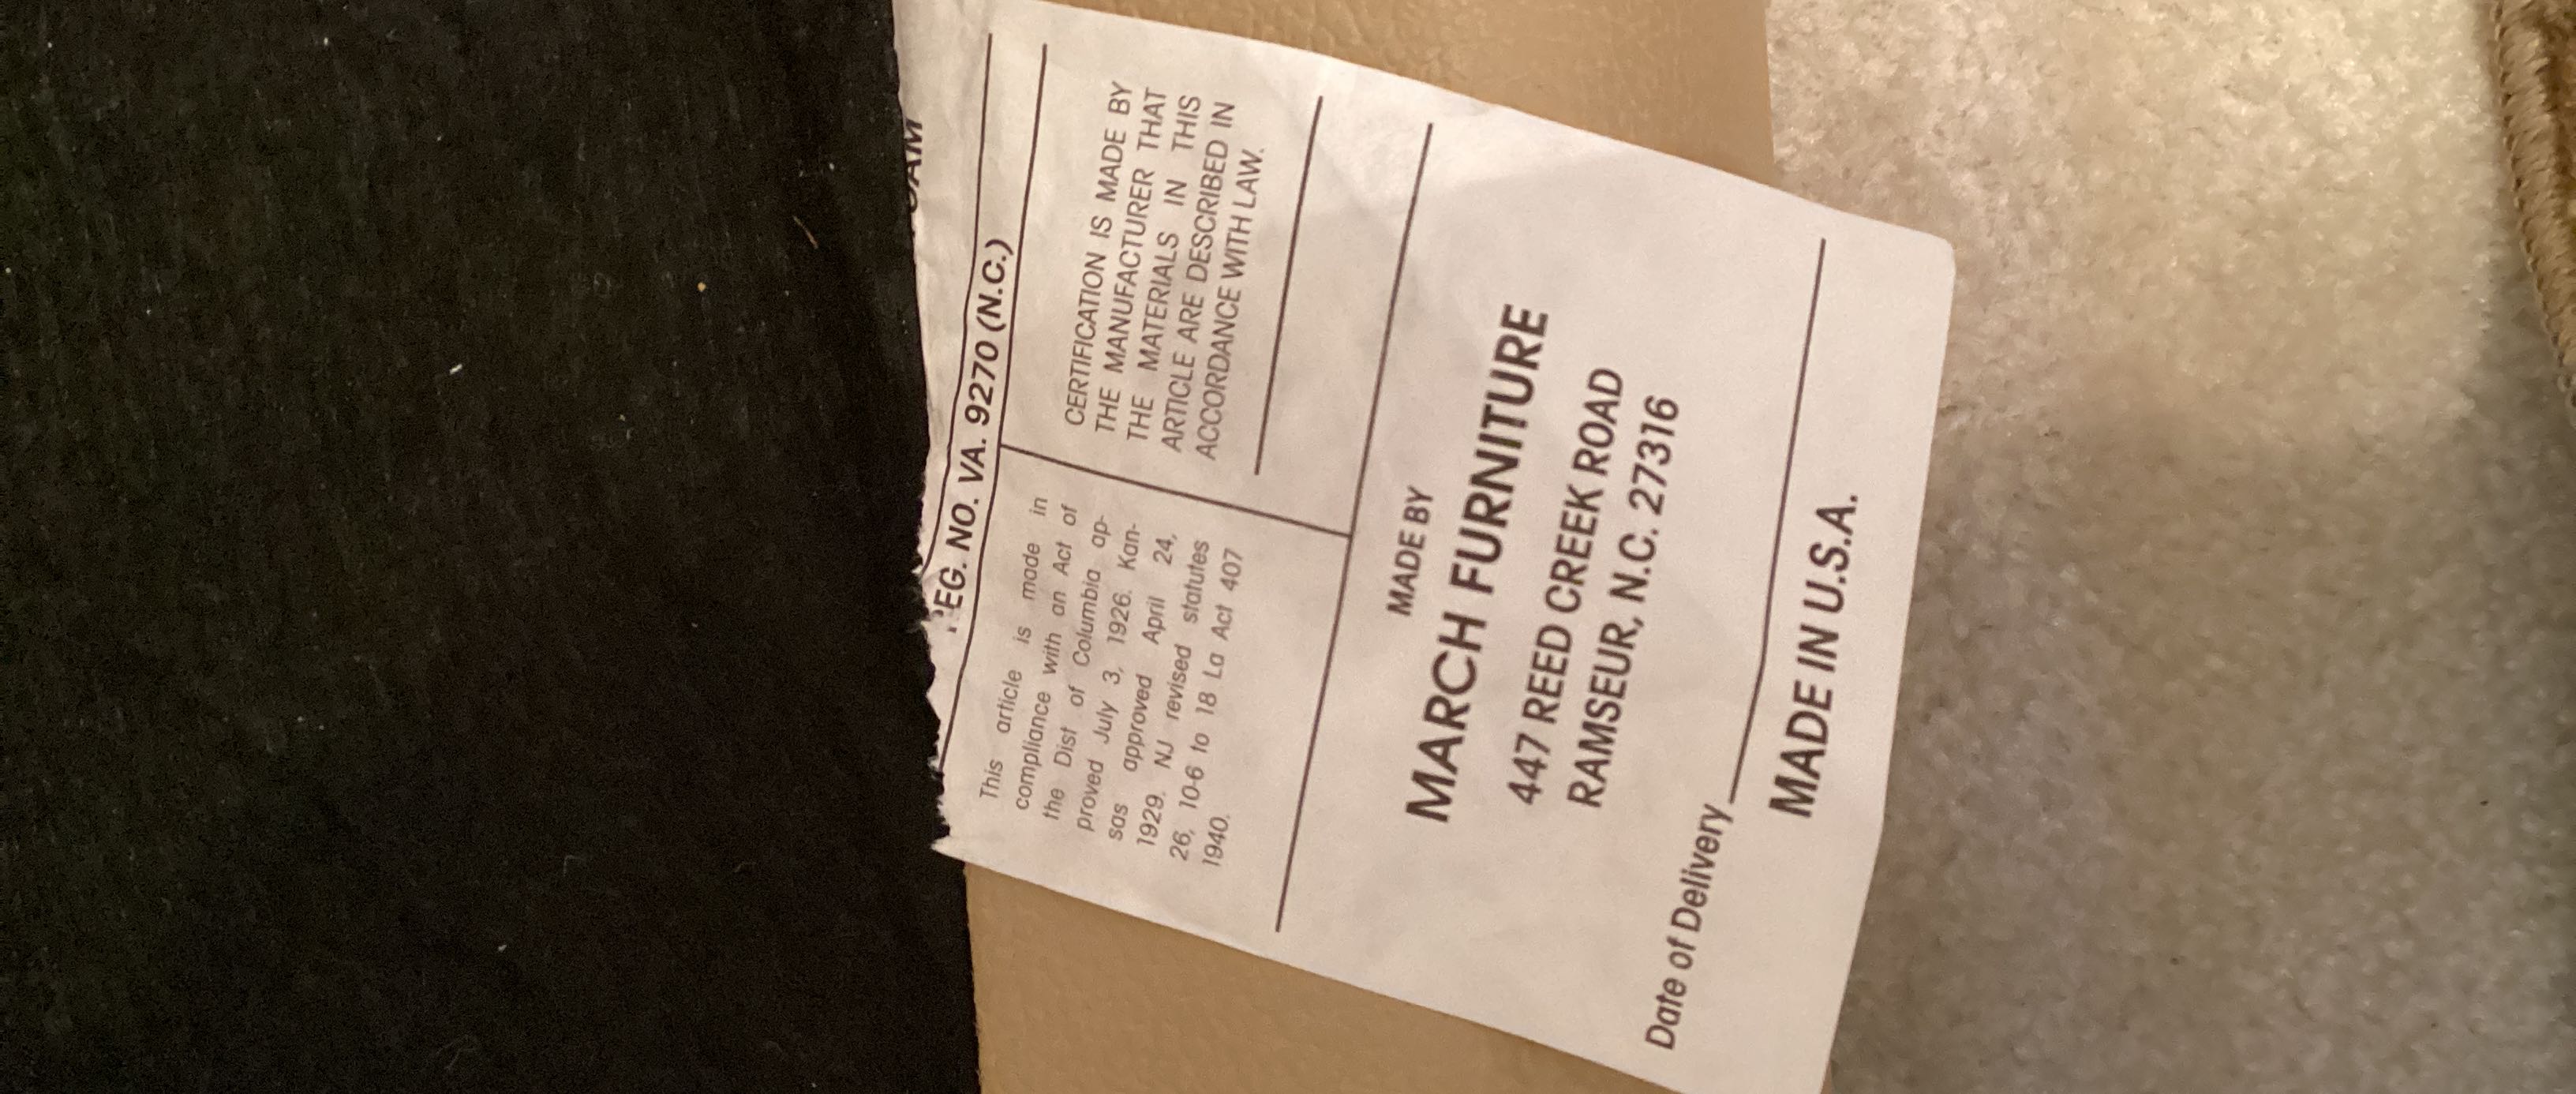 REG. NO. VA. 9270 (N.C.)
This article is made in
compliance with an Act of
the Dist of Columbia ap-
proved July 3, 1926. Kan-
sas approved April 24,
1929. NJ revised statutes
26, 10-6 to 18 La Act 407
1940.
CERTIFICATION IS MADE BY
THE MANUFACTURER THAT
THE MATERIALS IN THIS
ARTICLE ARE DESCRIBED IN
ACCORDANCE WITH LAW.
MADE BY
MARCH FURNITURE
447 REED CREEK ROAD
RAMSEUR, N.C. 27316
Date of Delivery
MADE IN U.S.A.